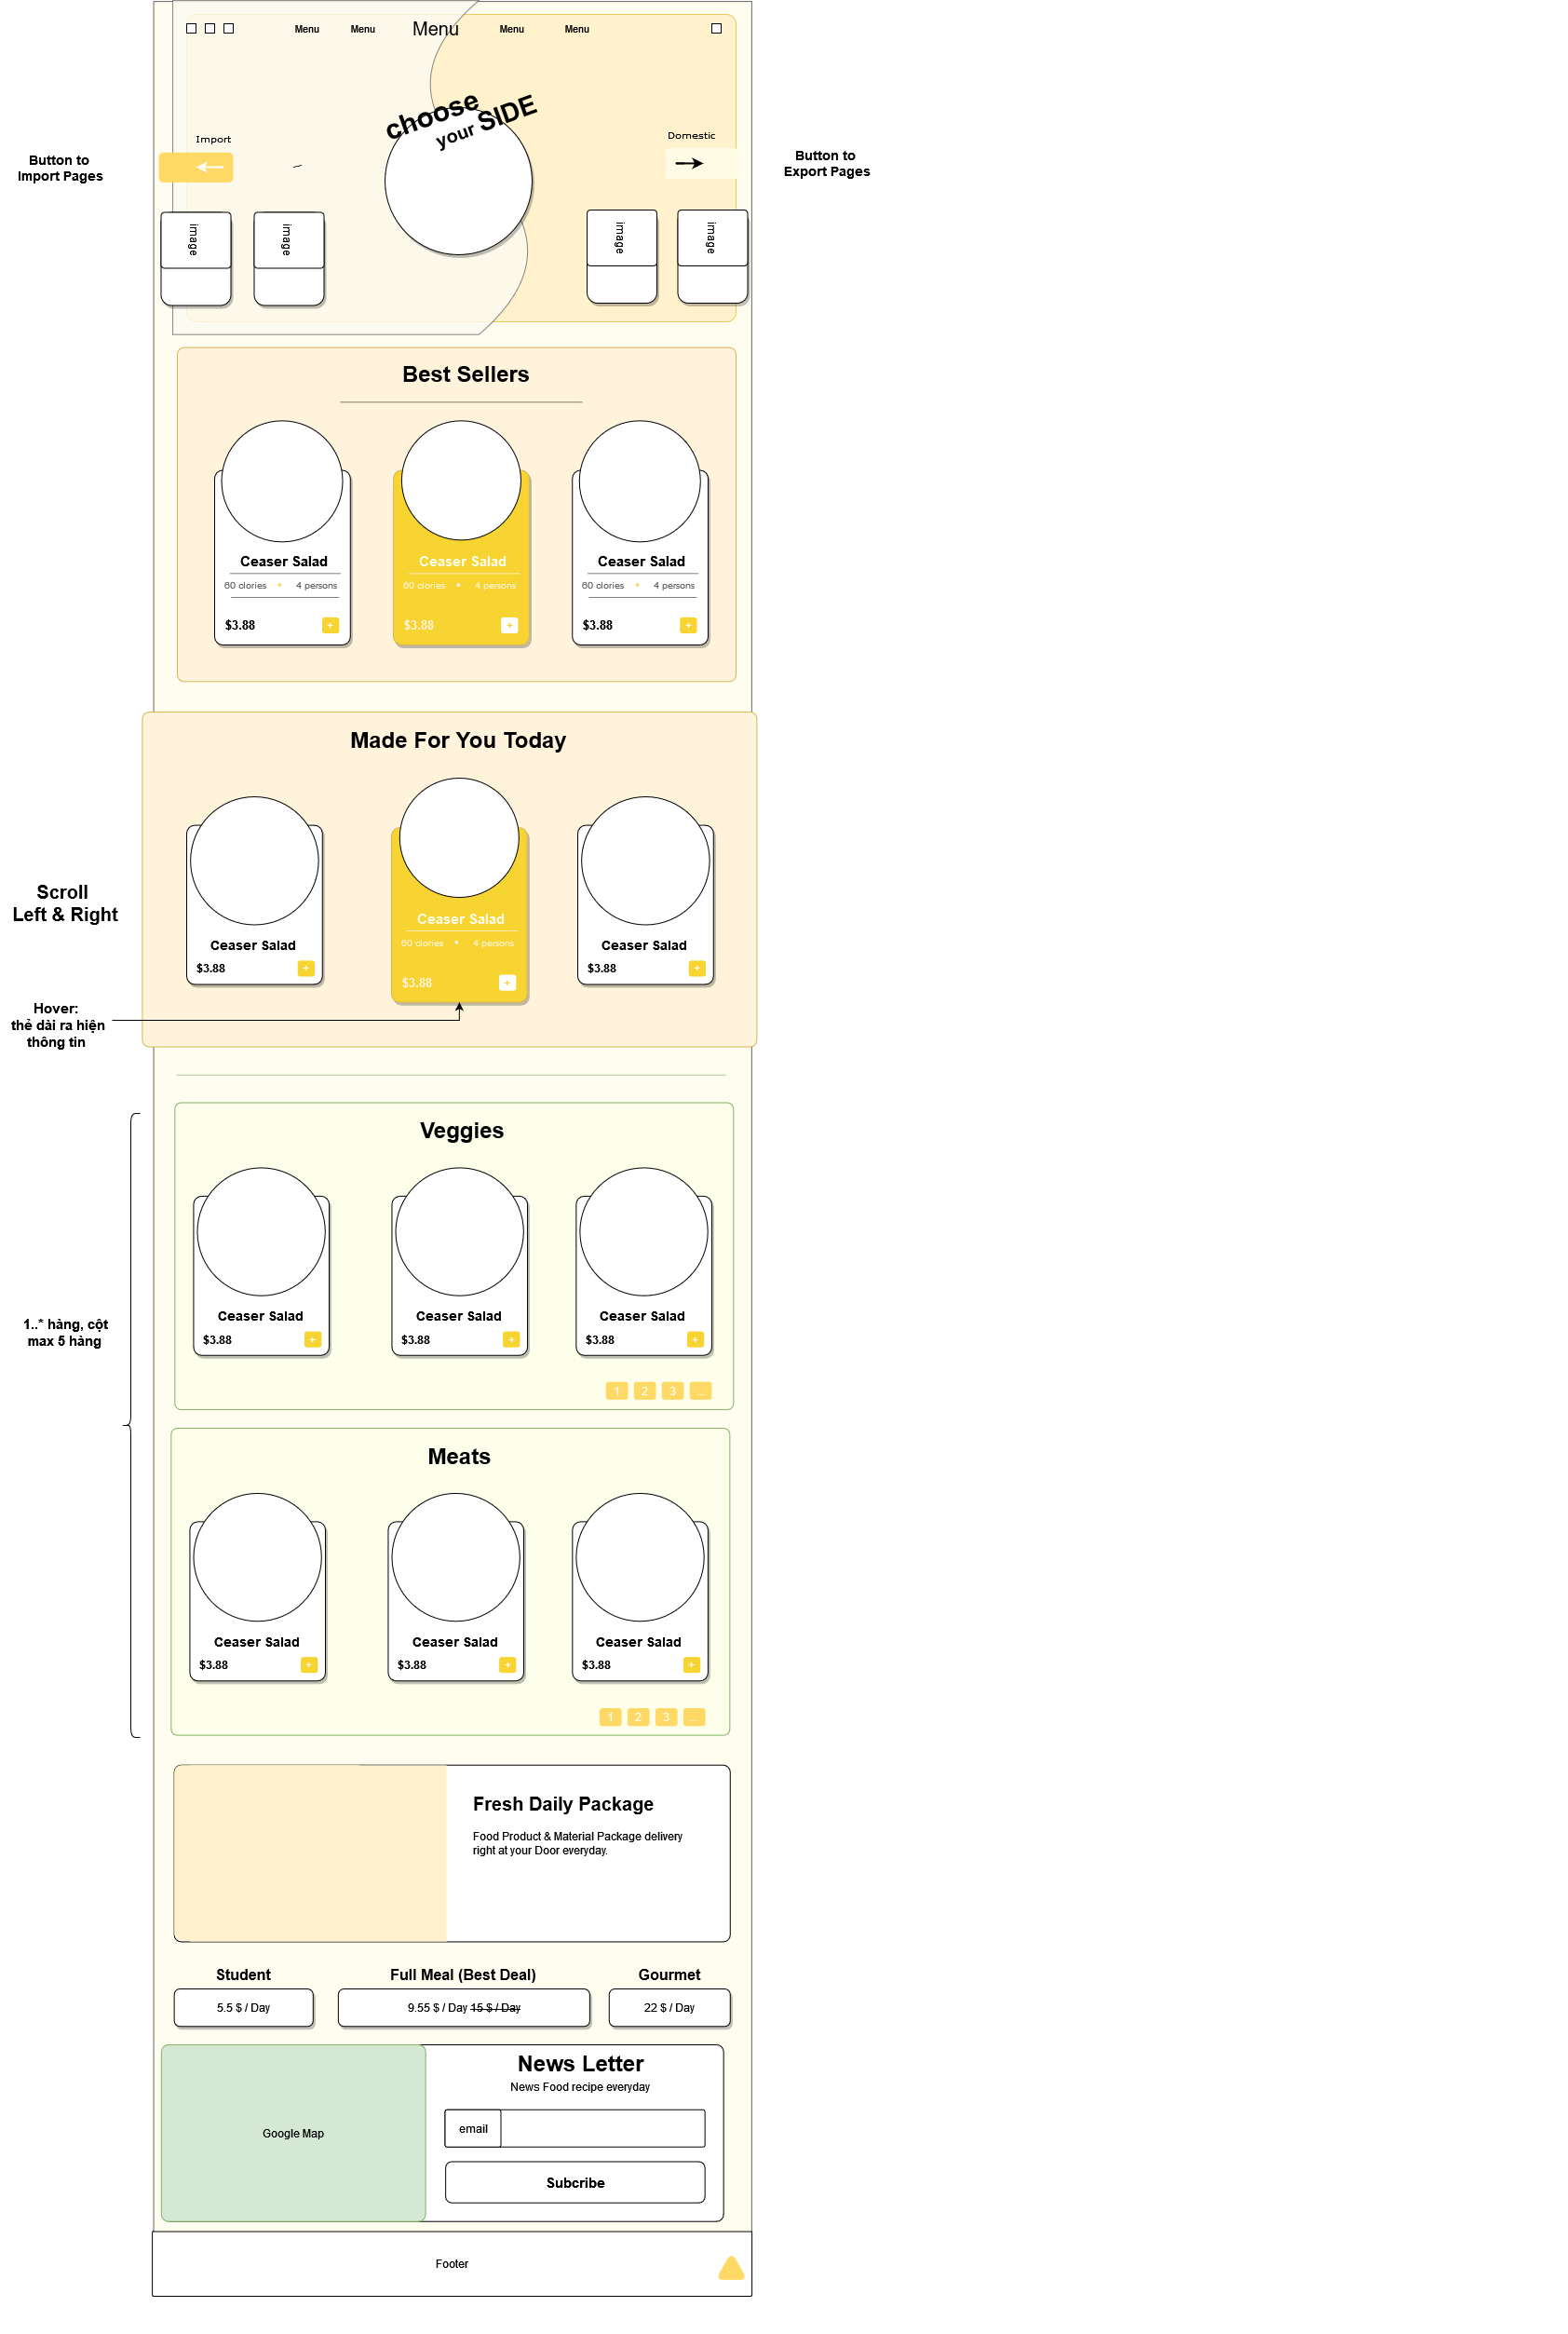 Menu
Menu
Menu
Menu
Menu
choose
your SIDE
Import
Domestic
Button to
Import Pages
Button to
Export Pages
image
image
image
image
Best Sellers
Ceaser Salad
60 clories
4 persons
$3.88
+
Ceaser Salad
60 clories
4 persons
$3.88
+
Ceaser Salad
60 clories
4 persons
$3.88
+
Made For You Today
Scroll
Left & Right
Ceaser Salad
$3.88
+
Ceaser Salad
60 clories
4 persons
$3.88
+
Ceaser Salad
$3.88
+
Hover:
thẻ dài ra hiện
thông tin
Veggies
Ceaser Salad
$3.88
+
Ceaser Salad
$3.88
+
Ceaser Salad
$3.88
+
1..* hàng, cột
max 5 hàng
1 2 3 ...
Meats
Ceaser Salad
$3.88
+
Ceaser Salad
$3.88
+
Ceaser Salad
$3.88
+
1 2 3 ...
Fresh Daily Package
Food Product & Material Package delivery
right at your Door everyday.
Student
5.5 $ / Day
Full Meal (Best Deal)
9.55 $ / Day 15 $ / Day
Gourmet
22 $ / Day
Google Map
News Letter
News Food recipe everyday
email
Subcribe
Footer